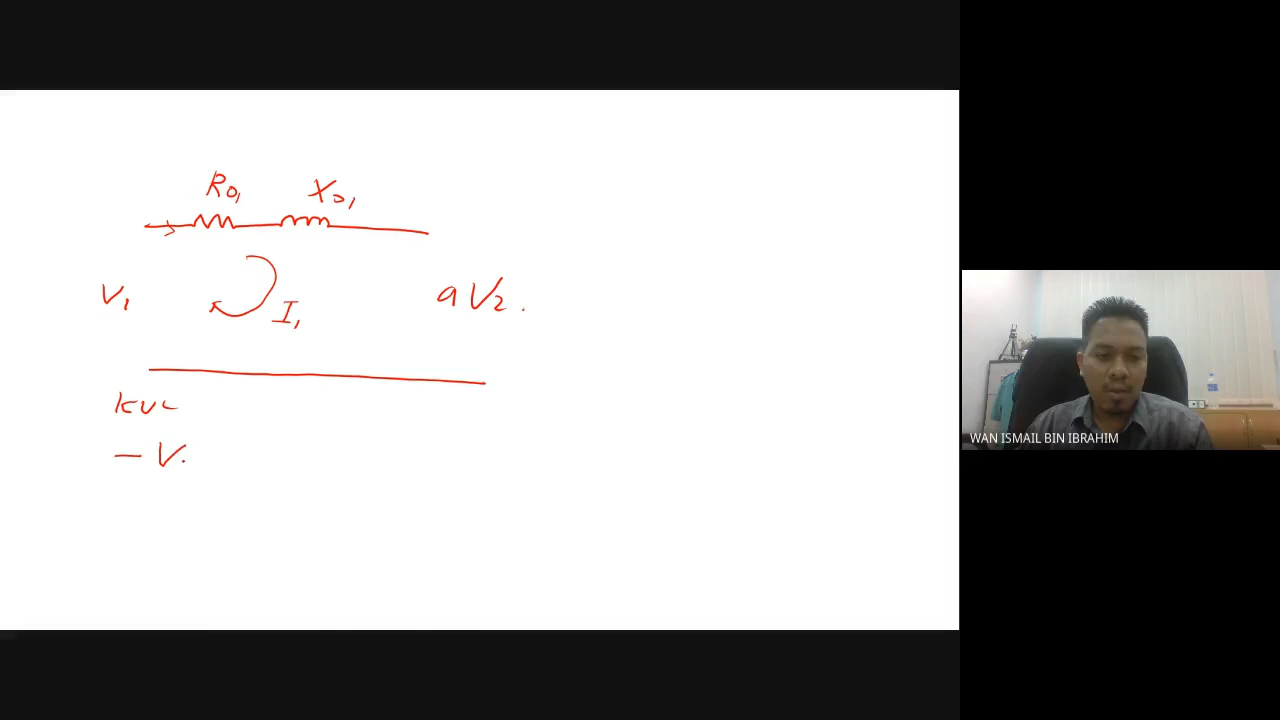 R01 X01
V1 I1 aV2.
KVL
- V.
WAN ISMAIL BIN IBRAHIM